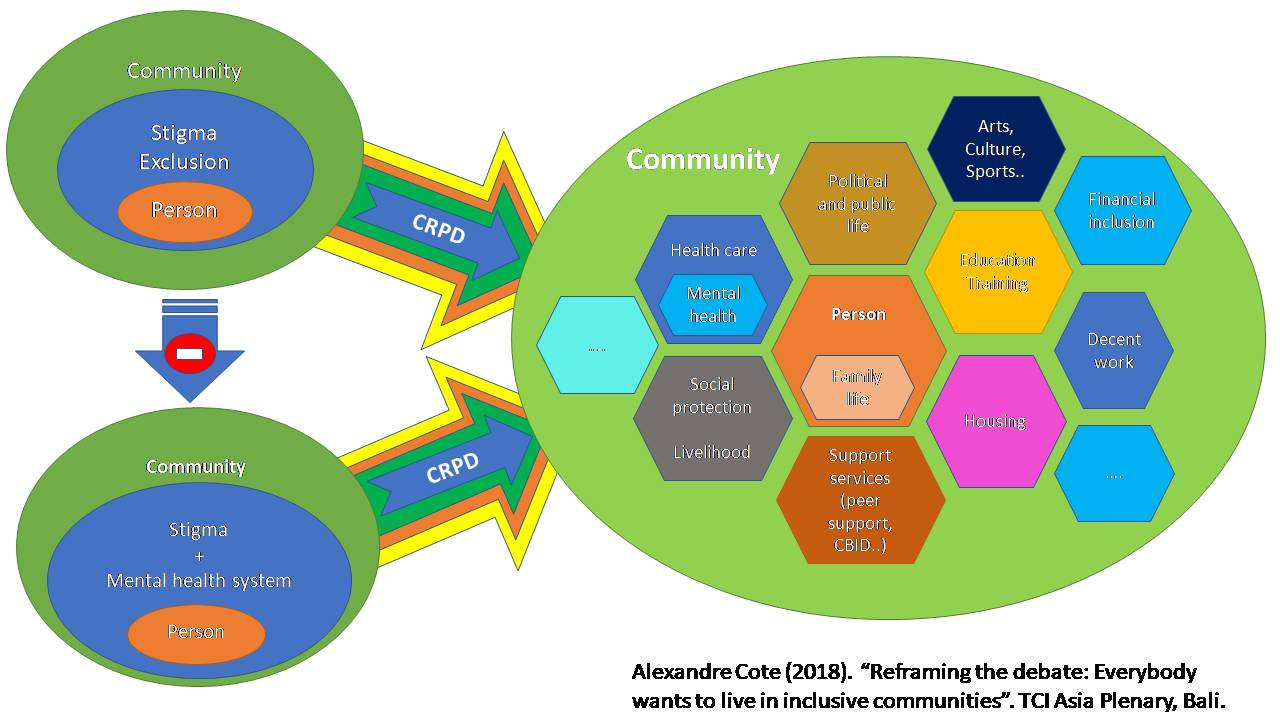 Community
Stigma
Exclusion
Person
CRPD
Community
Stigma
+
Mental health system
Person
CRPD
Community
Arts,
Culture,
Sports..
Political
and public
life
Financial
inclusion
Health care
Mental
health
Education
Training
.....
Person
Family
life
Decent
work
Social
protection
Livelihood
Housing
Support
services
(peer
support,
CBID..)
....
Alexandre Cote (2018).  “Reframing the debate: Everybody
wants to live in inclusive communities”. TCI Asia Plenary, Bali.